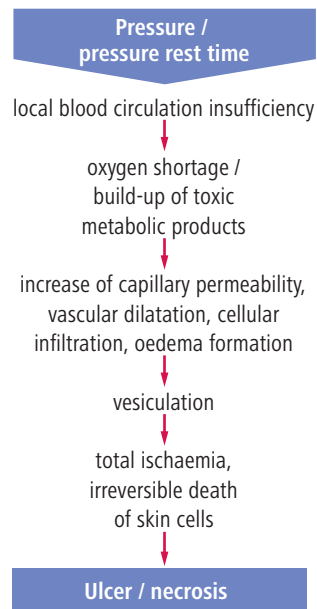 Pressure /
pressure rest time
local blood circulation insufficiency
oxygen shortage /
build-up of toxic
metabolic products
increase of capillary permeability,
vascular dilatation, cellular
infiltration, oedema formation
vesiculation
total ischaemia,
irreversible death
of skin cells
Ulcer / necrosis